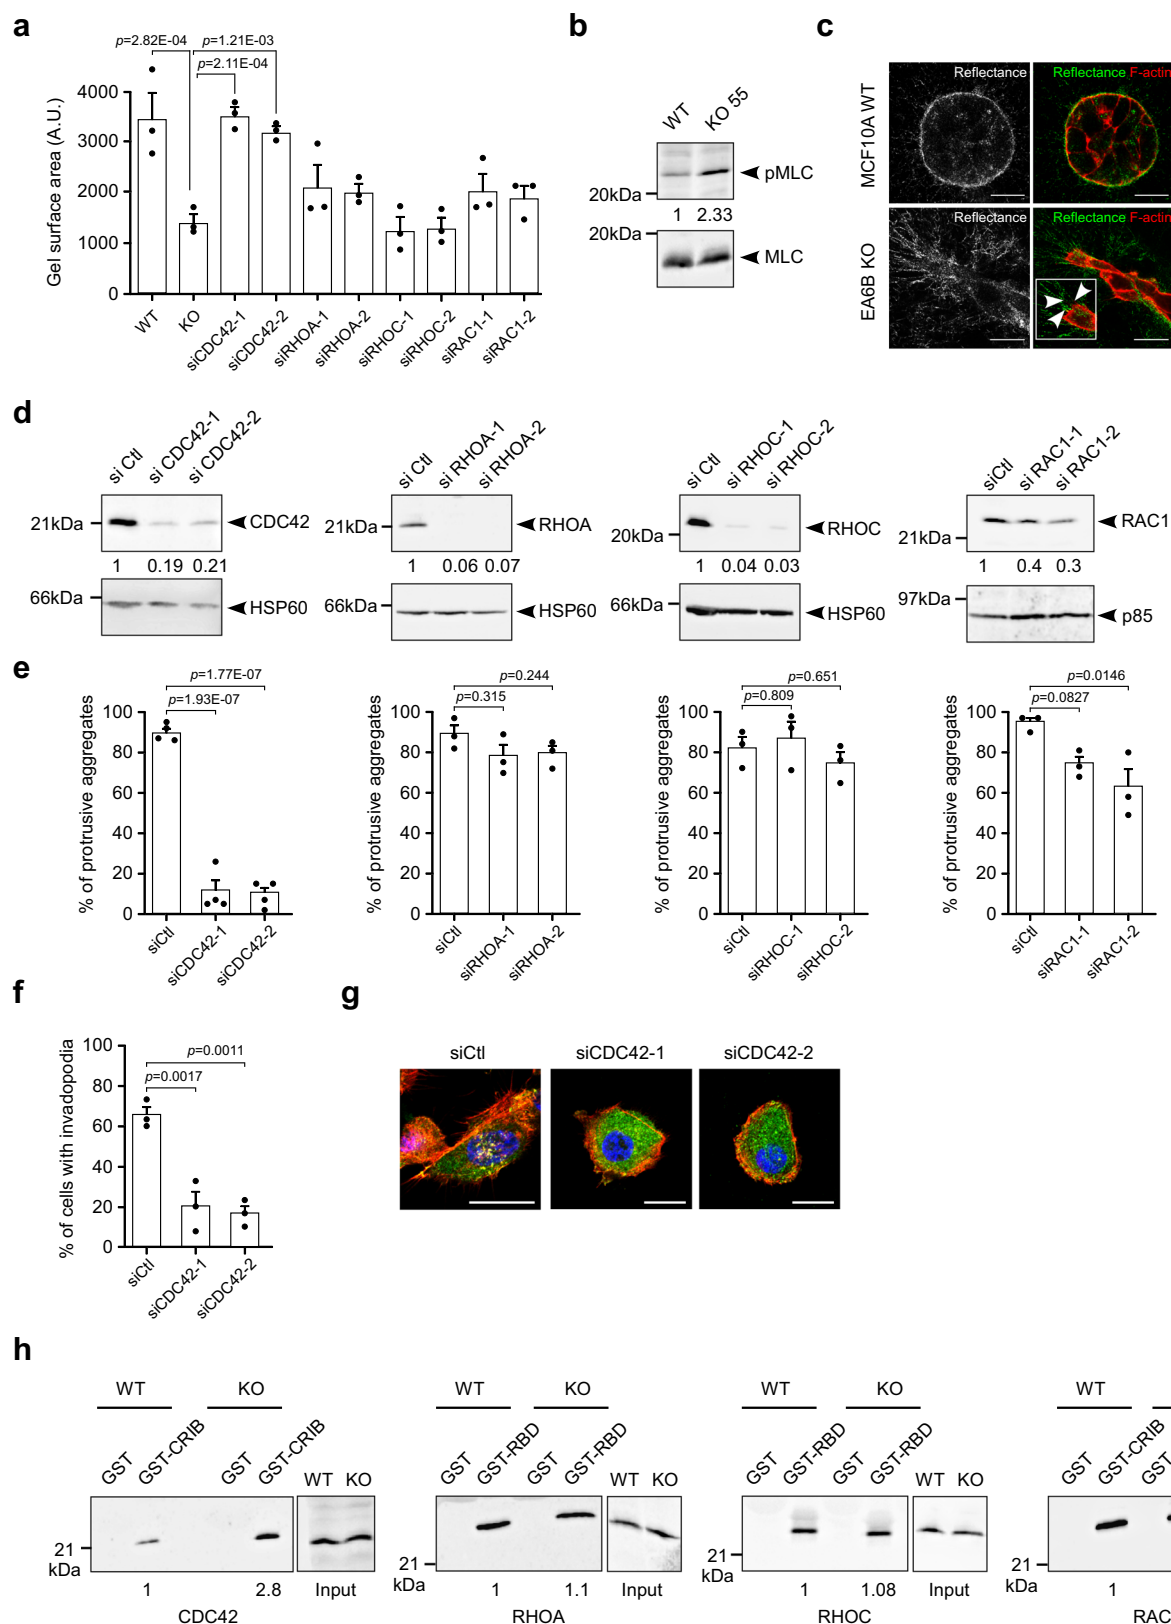 a
p=2.82E-04
p=1.21E-03
p=2.11E-04
Gel surface area (A.U.)
4000
3000
2000
1000
0
WT
KO
siCDC42-1
siCDC42-2
siRHOA-1
siRHOA-2
siRHOC-1
siRHOC-2
siRAC1-1
siRAC1-2
b
WT
KO 55
pMLC
20kDa
1 2.33
20kDa
MLC
c
MCF10A WT
Reflectance
Reflectance F-actin
EA6B KO
Reflectance
Reflectance F-actin
d
si Ctl
si CDC42-1
si CDC42-2
21kDa
CDC42
1 0.19 0.21
66kDa
HSP60
si Ctl
si RHOA-1
si RHOA-2
21kDa
RHOA
1 0.06 0.07
66kDa
HSP60
si Ctl
si RHOC-1
si RHOC-2
20kDa
RHOC
1 0.04 0.03
66kDa
HSP60
siCtl
si RAC1-1
si RAC1-2
21kDa
RAC1
1 0.4 0.3
97kDa
p85
e
p=1.77E-07
p=1.93E-07
% of protrusive aggregates
100
80
60
40
20
0
siCtl
siCDC42-1
siCDC42-2
p=0.244
p=0.315
% of protrusive aggregates
100
80
60
40
20
0
siCtl
siRHOA-1
siRHOA-2
p=0.651
p=0.809
% of protrusive aggregates
100
80
60
40
20
0
siCtl
siRHOC-1
siRHOC-2
p=0.0146
p=0.0827
% of protrusive aggregates
100
80
60
40
20
0
siCtl
siRAC1-1
siRAC1-2
f
p=0.0011
p=0.0017
% of cells with invadopodia
100
80
60
40
20
0
siCtl
siCDC42-1
siCDC42-2
g
siCtl
siCDC42-1
siCDC42-2
h
WT KO
GST
GST-CRIB
GST
GST-CRIB
WT KO
21
kDa
1 2.8 Input
CDC42
WT KO
GST
GST-RBD
GST
GST-RBD
WT KO
21
kDa
1 1.1 Input
RHOA
WT KO
GST
GST-RBD
GST
GST-RBD
WT KO
21
kDa
1 1.08 Input
RHOC
WT
GST
GST-CRIB
21
kDa
1
RAC